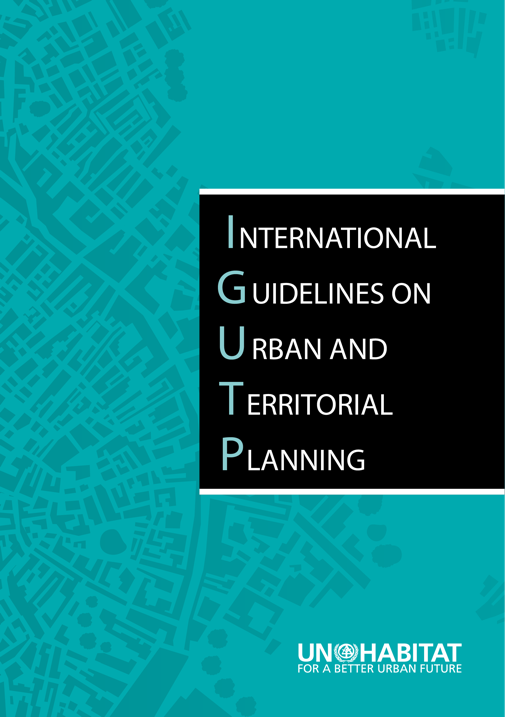 INTERNATIONAL
GUIDELINES ON
URBAN AND
TERRITORIAL
PLANNING
UN HABITAT
FOR A BETTER URBAN FUTURE